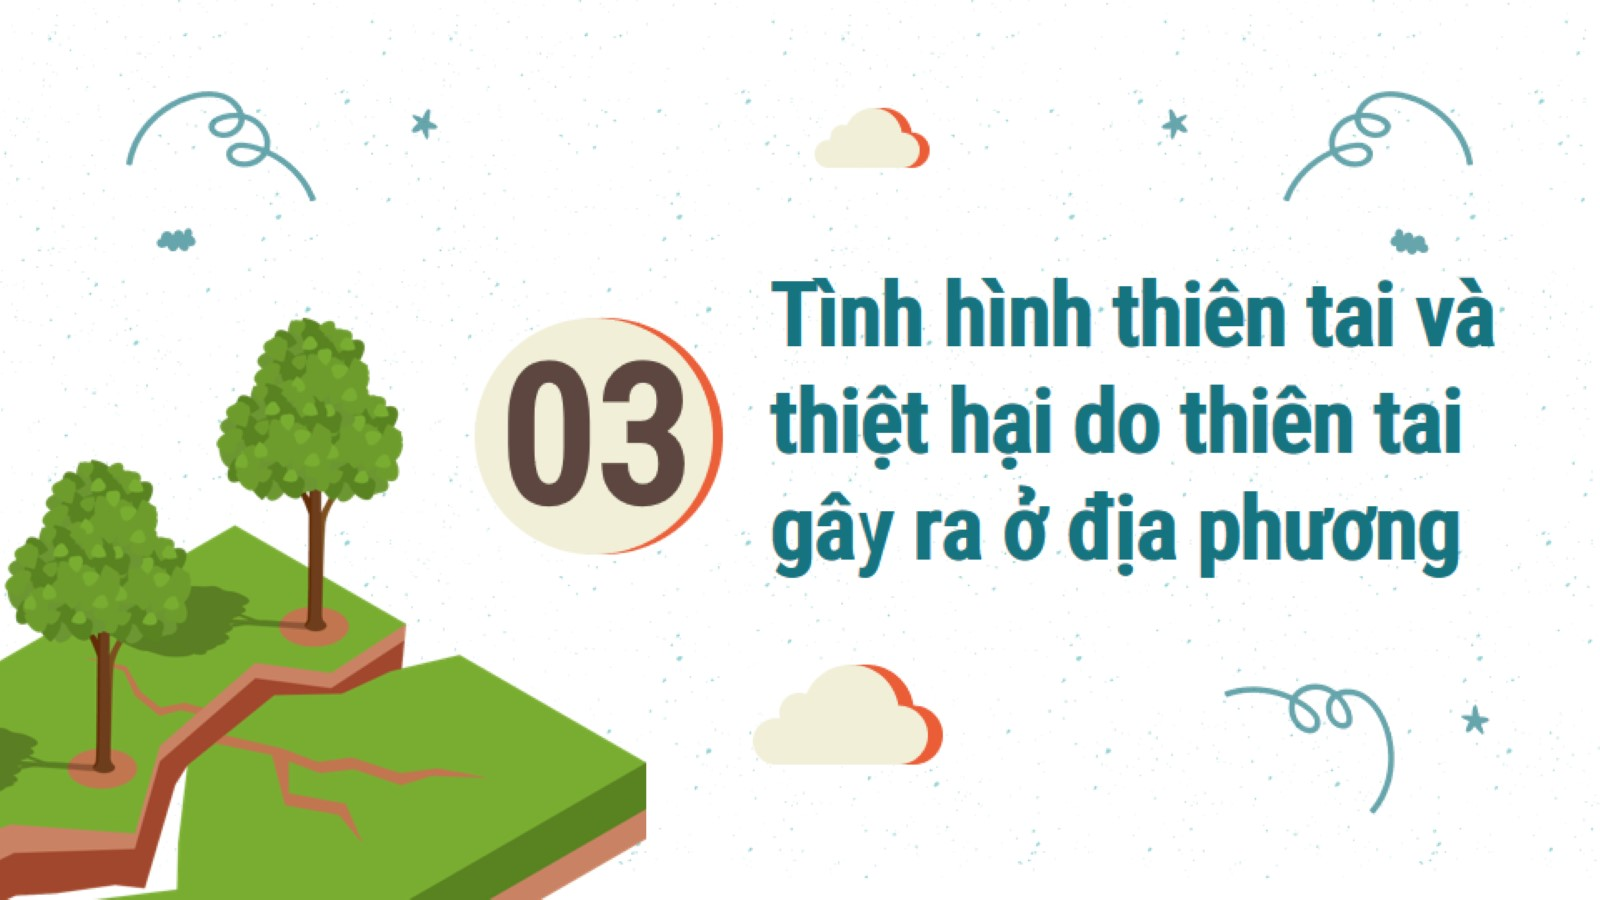 03
Tình hình thiên tai và
thiệt hại do thiên tai
gây ra ở địa phương